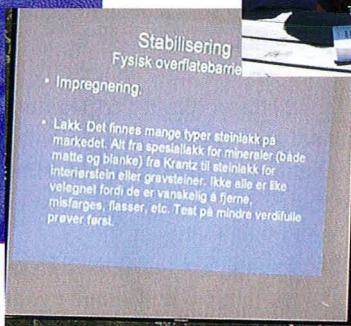 Stabilisering
Fysisk overflatebarrie
• Impregnering.
• Lakk. Det finnes mange typer steinlakk på
markedet. Alt fra spesiallakk for mineraler (både
matte og blanke) fra Krantz til steinlakk for
interiørstein eller gravsteiner. Ikke alle er like
velegnet fordi de er vanskelig å fjerne,
misfarges, flasser, etc. Test på mindre verdifulle
prøver først.